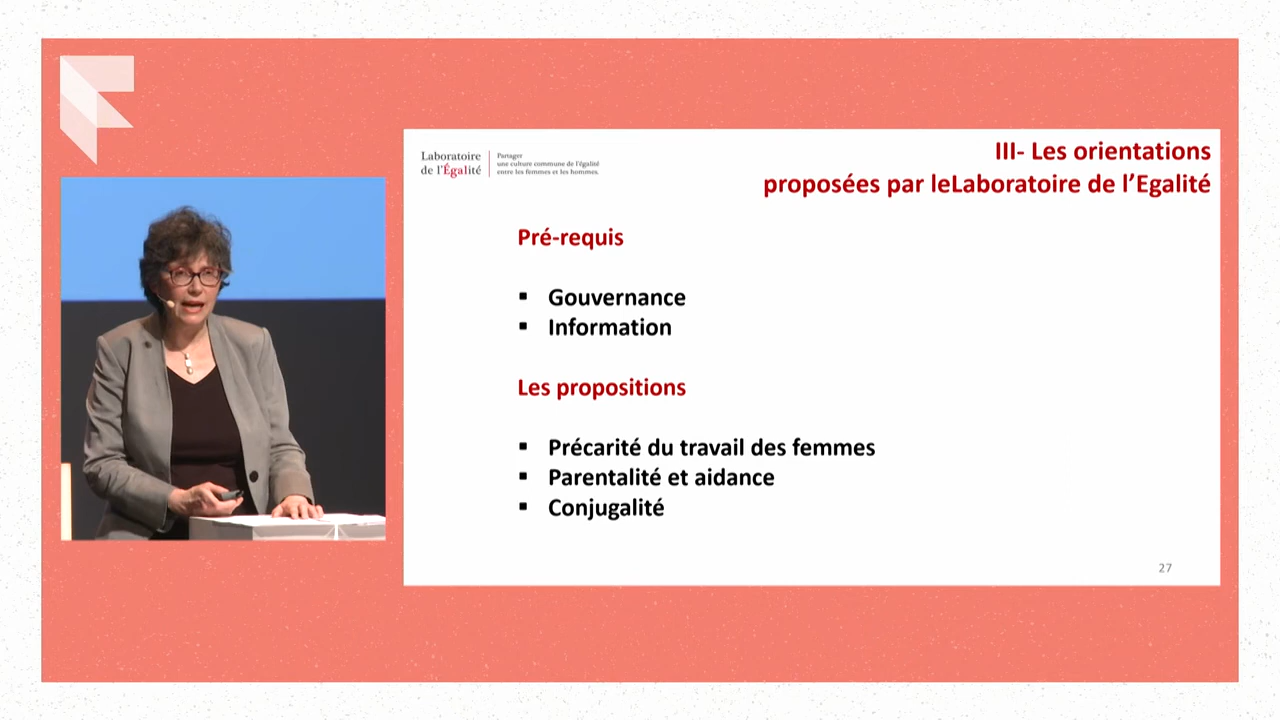 Laboratoire
de l'Égalité
Partager
une culture commune de l'égalité
entre les femmes et les hommes.
III- Les orientations
proposées par leLaboratoire de l’Egalité
Pré-requis
▪ Gouvernance
▪ Information
Les propositions
▪ Précarité du travail des femmes
▪ Parentalité et aidance
▪ Conjugalité
27